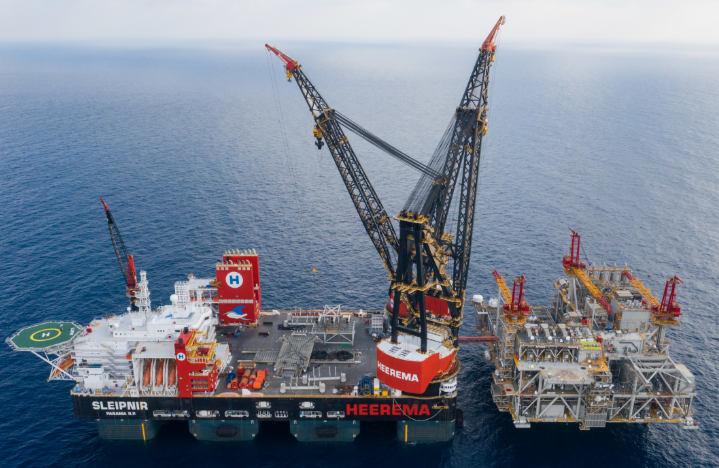 H
H
H
HEEREMA
SLEIPNIR
PANAMA R.P.
HEEREMA